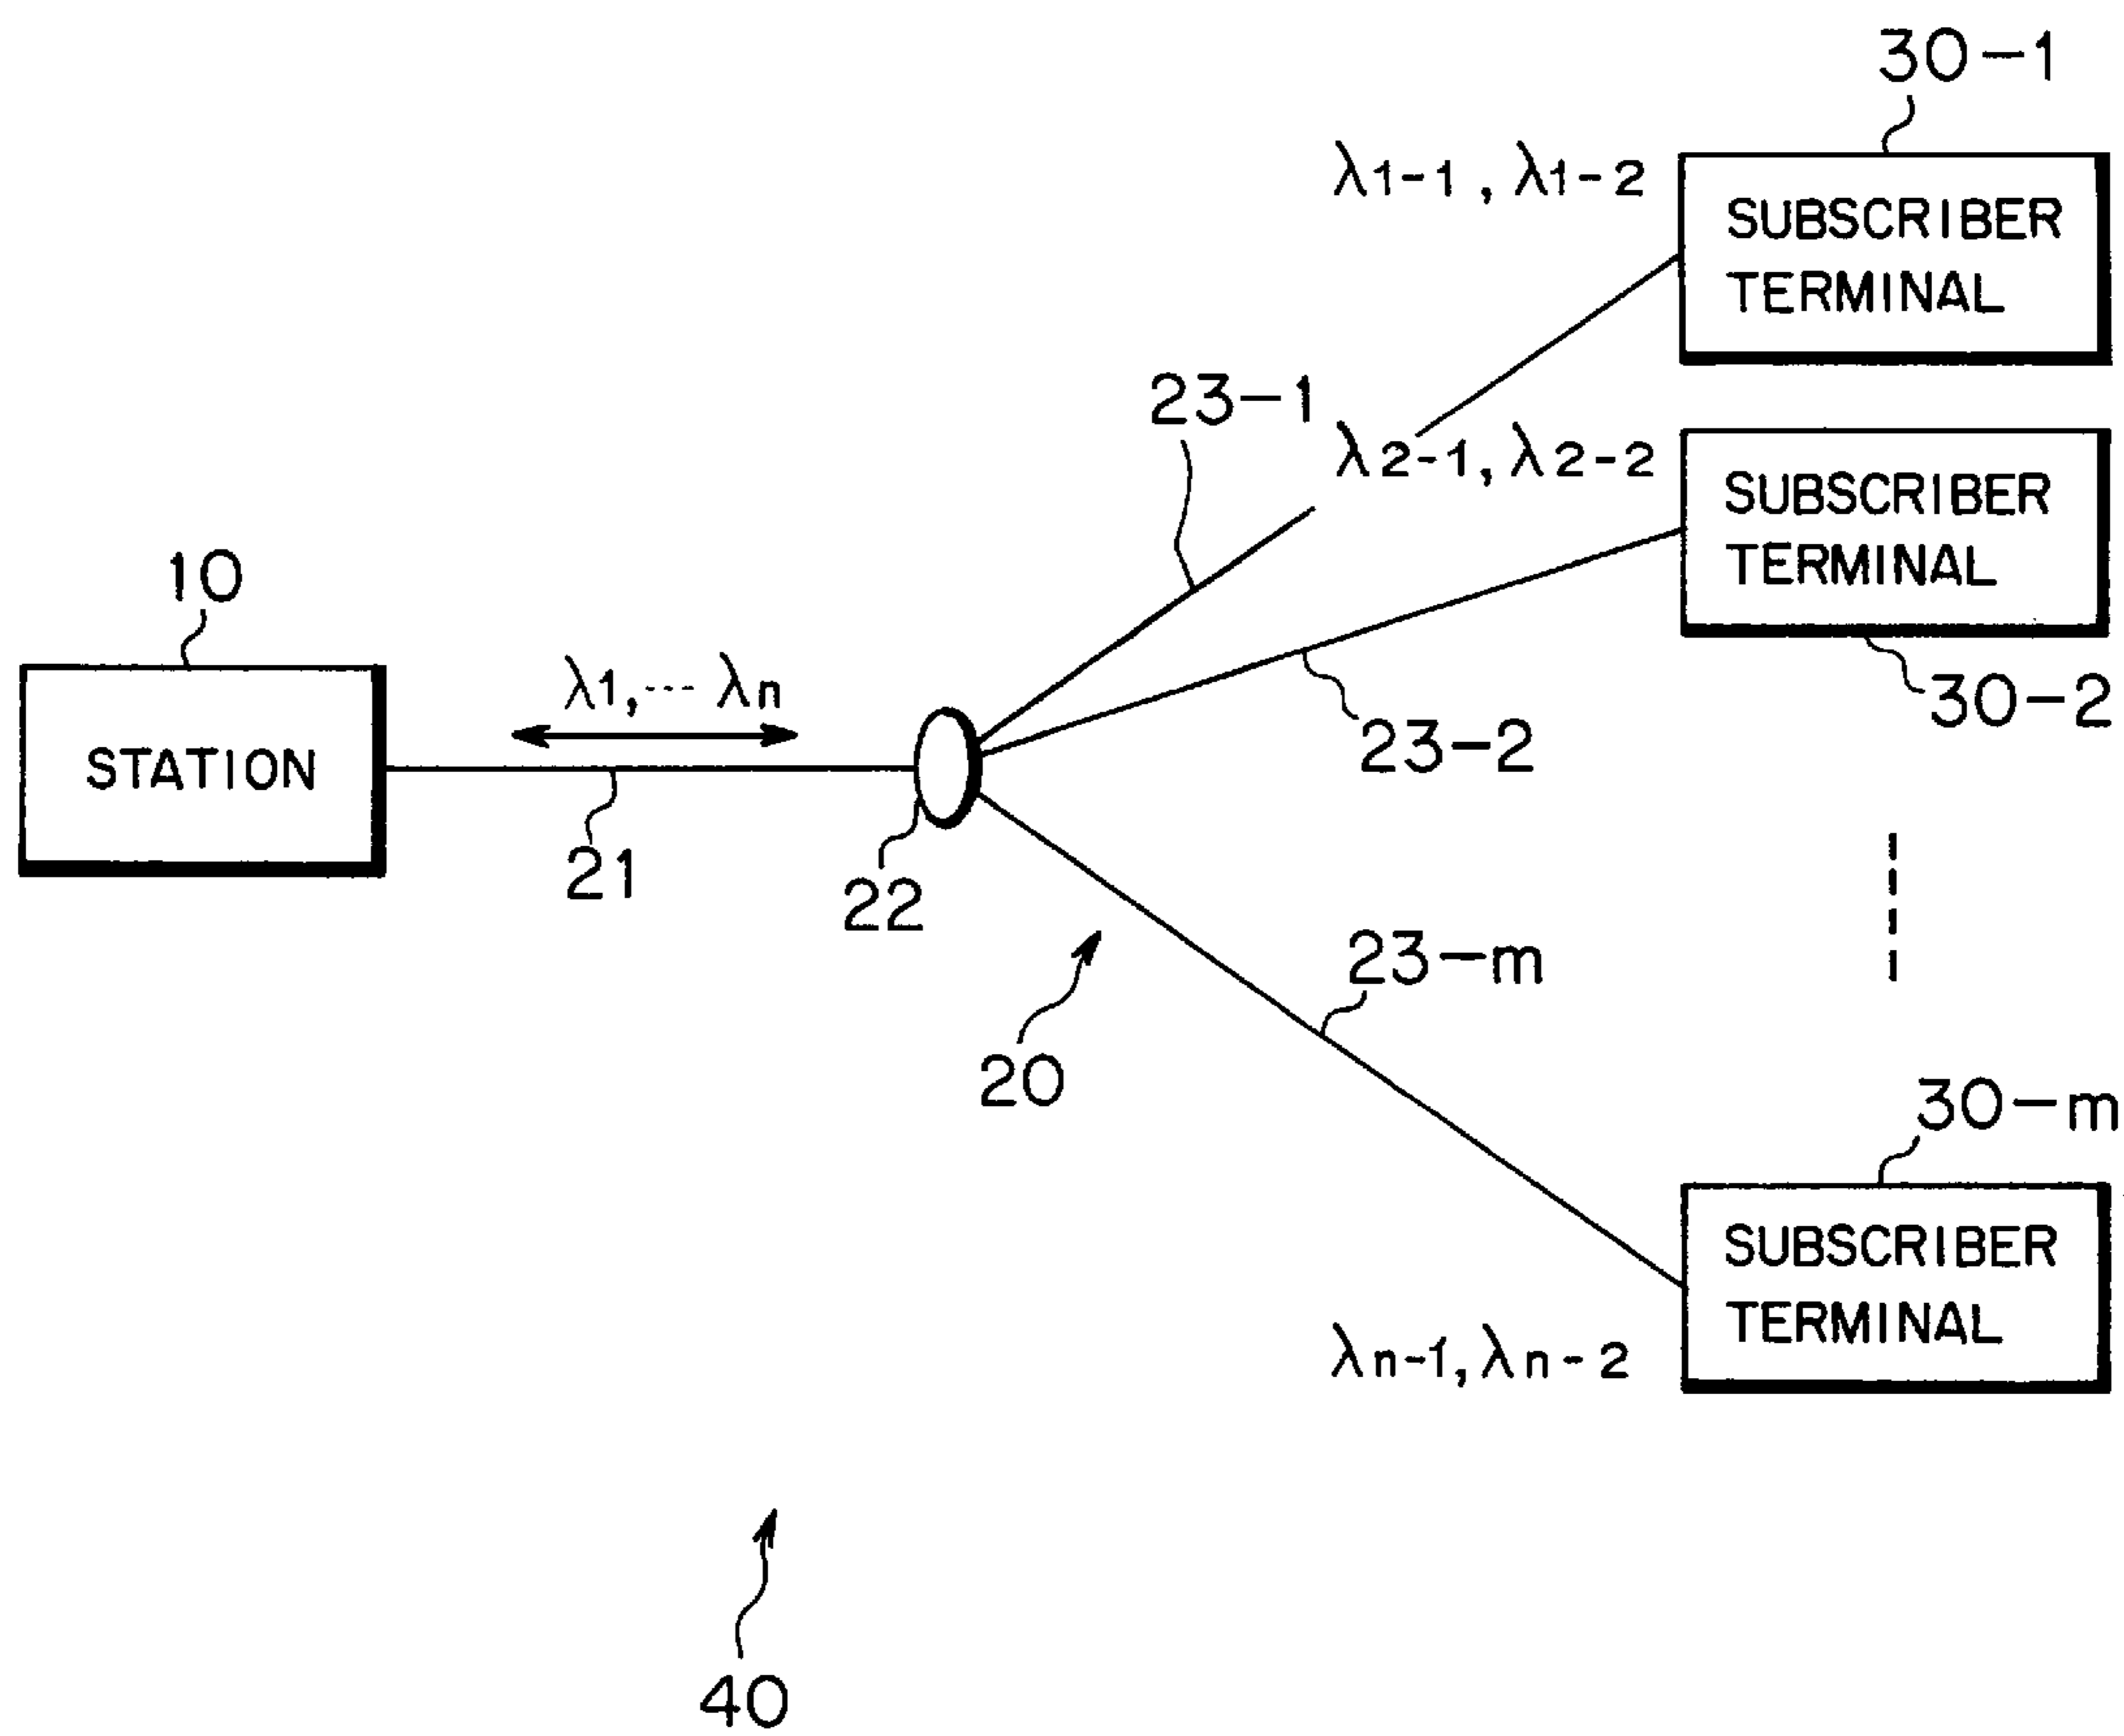 30-1
λ1-1, λ1-2
SUBSCRIBER
TERMINAL
23-1
λ2-1, λ2-2
SUBSCRIBER
TERMINAL
10
λ1, --- λn
30-2
STATION
23-2
21
22
23-m
20
30-m
SUBSCRIBER
TERMINAL
λn-1, λn-2
40